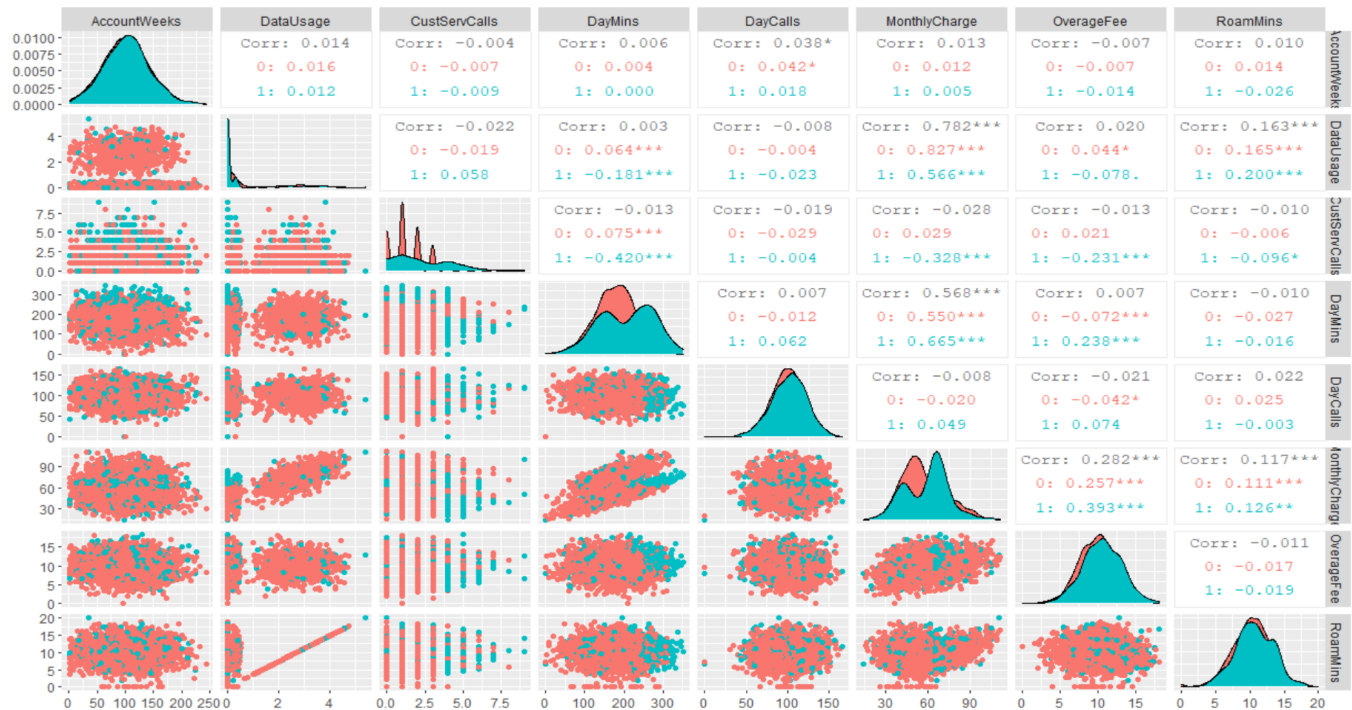 AccountWeeks DataUsage CustServCalls DayMins DayCalls MonthlyCharge OverageFee RoamMins
0.0100
0.0075
0.0050
0.0025
0.0000
Corr: 0.014
0: 0.016
1: 0.012
Corr: -0.004
0: -0.007
1: -0.009
Corr: 0.006
0: 0.004
1: 0.000
Corr: 0.038*
0: 0.042*
1: 0.018
Corr: 0.013
0: 0.012
1: 0.005
Corr: -0.007
0: -0.007
1: -0.014
Corr: 0.010
0: 0.014
1: -0.026
AccountWeeks
4
2
0
Corr: -0.022
0: -0.019
1: 0.058
Corr: 0.003
0: 0.064***
1: -0.181***
Corr: -0.008
0: -0.004
1: -0.023
Corr: 0.782***
0: 0.827***
1: 0.566***
Corr: 0.020
0: 0.044*
1: -0.078.
Corr: 0.163***
0: 0.165***
1: 0.200***
DataUsage
7.5
5.0
2.5
0.0
Corr: -0.013
0: 0.075***
1: -0.420***
Corr: -0.019
0: -0.029
1: -0.004
Corr: -0.028
0: 0.029
1: -0.328***
Corr: -0.013
0: 0.021
1: -0.231***
Corr: -0.010
0: -0.006
1: -0.096*
CustServCalls
300
200
100
0
Corr: 0.007
0: -0.012
1: 0.062
Corr: 0.568***
0: 0.550***
1: 0.665***
Corr: 0.007
0: -0.072***
1: 0.238***
Corr: -0.010
0: -0.027
1: -0.016
DayMins
150
100
50
0
Corr: -0.008
0: -0.020
1: 0.049
Corr: -0.021
0: -0.042*
1: 0.074
Corr: 0.022
0: 0.025
1: -0.003
DayCalls
90
60
30
Corr: 0.282***
0: 0.257***
1: 0.393***
Corr: 0.117***
0: 0.111***
1: 0.126**
MonthlyCharge
15
10
5
0
Corr: -0.011
0: -0.017
1: -0.019
OverageFee
20
15
10
5
0
RoamMins
0 50 100 150 200 250 0 2 4 0.0 2.5 5.0 7.5 0 100 200 300 0 50 100 150 30 60 90 0 5 10 15 0 5 10 15 20